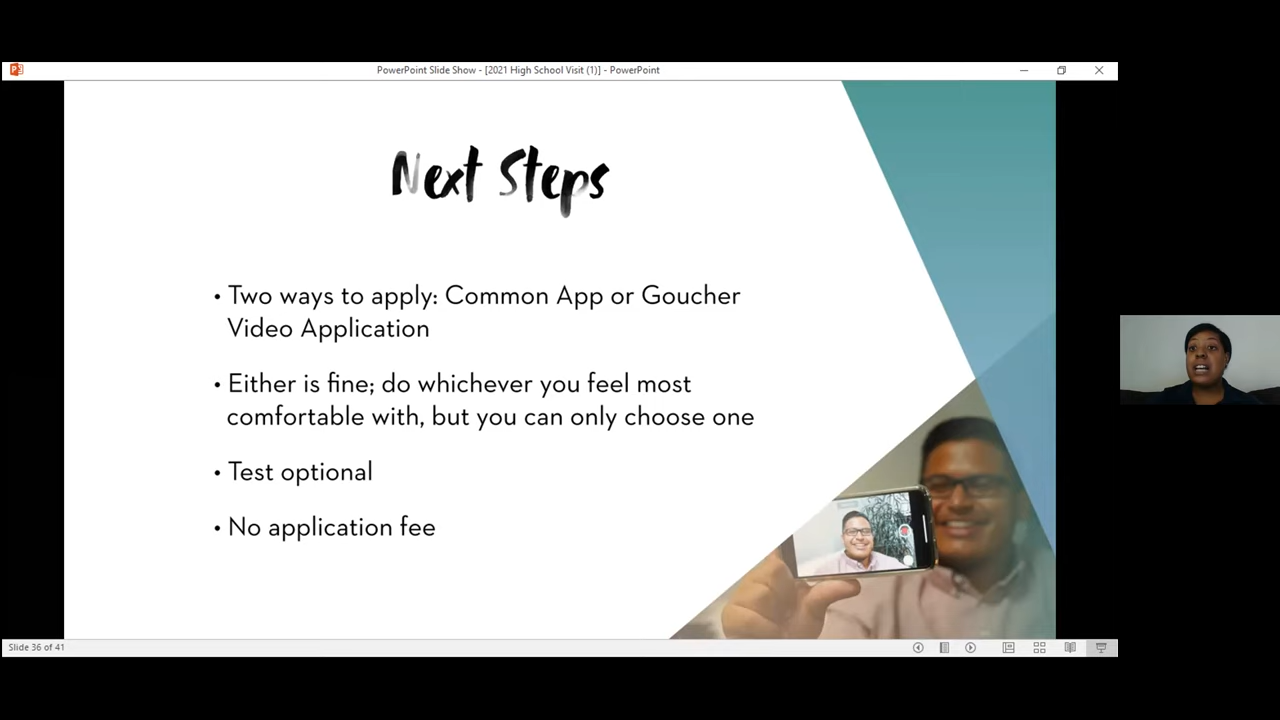 PowerPoint Slide Show - [2021 High School Visit (1)] - PowerPoint
Next Steps
• Two ways to apply: Common App or Goucher
Video Application
• Either is fine; do whichever you feel most
comfortable with, but you can only choose one
• Test optional
• No application fee
Slide 36 of 41